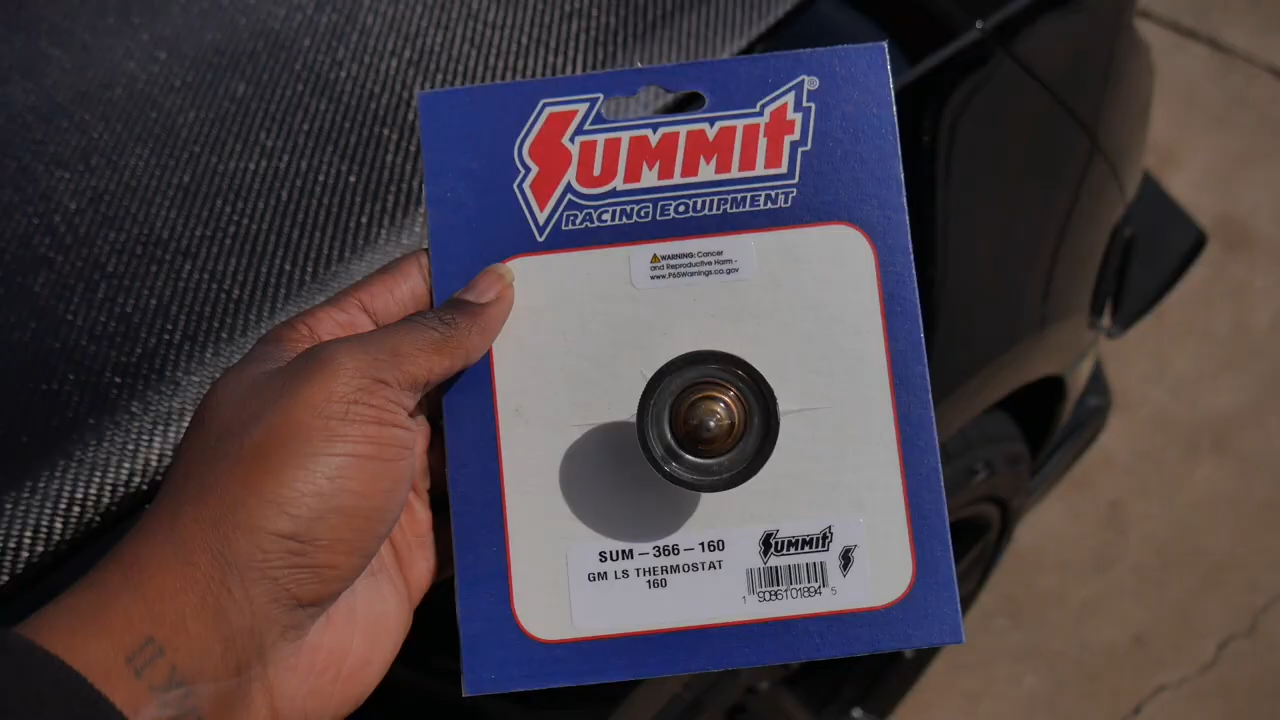 SUMMIT®
RACING EQUIPMENT
WARNING: Cancer
and Reproductive Harm -
www.P65Warnings.ca.gov
SUM-366-160
GM LS THERMOSTAT
160
SUMMIT
1 90861 01894 5